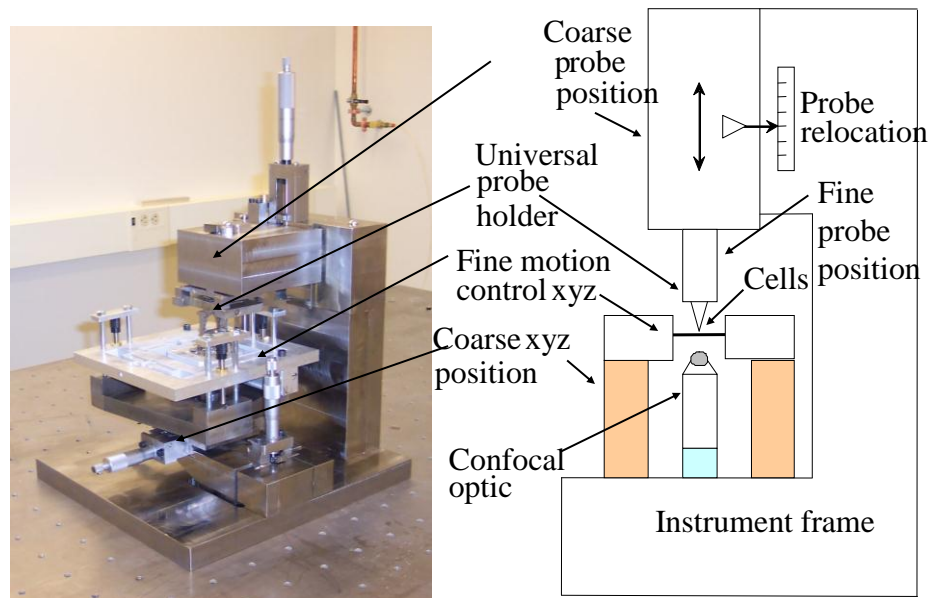 Coarse
probe
position
Probe
relocation
Universal
probe
holder
Fine
probe
position
Fine motion
control xyz
Cells
Coarse xyz
position
Confocal
optic
Instrument frame